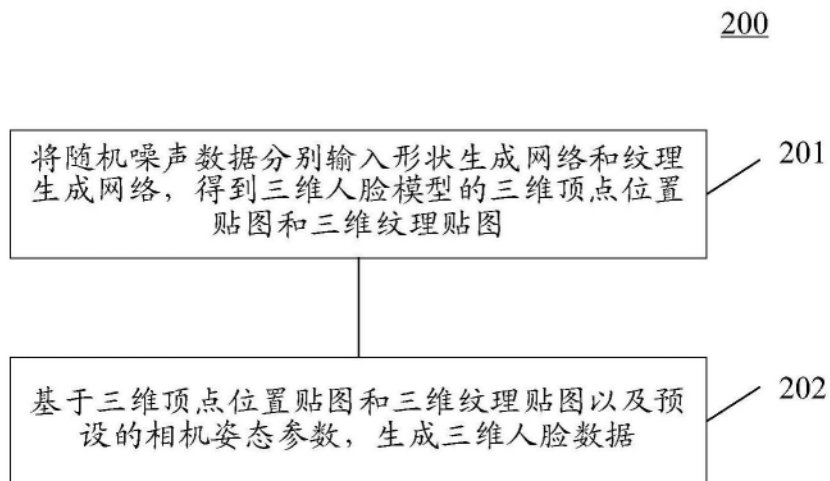 200
将随机噪声数据分别输入形状生成网络和纹理
生成网络，得到三维人脸模型的三维顶点位置
贴图和三维纹理贴图
201
基于三维顶点位置贴图和三维纹理贴图以及预
设的相机姿态参数，生成三维人脸数据
202